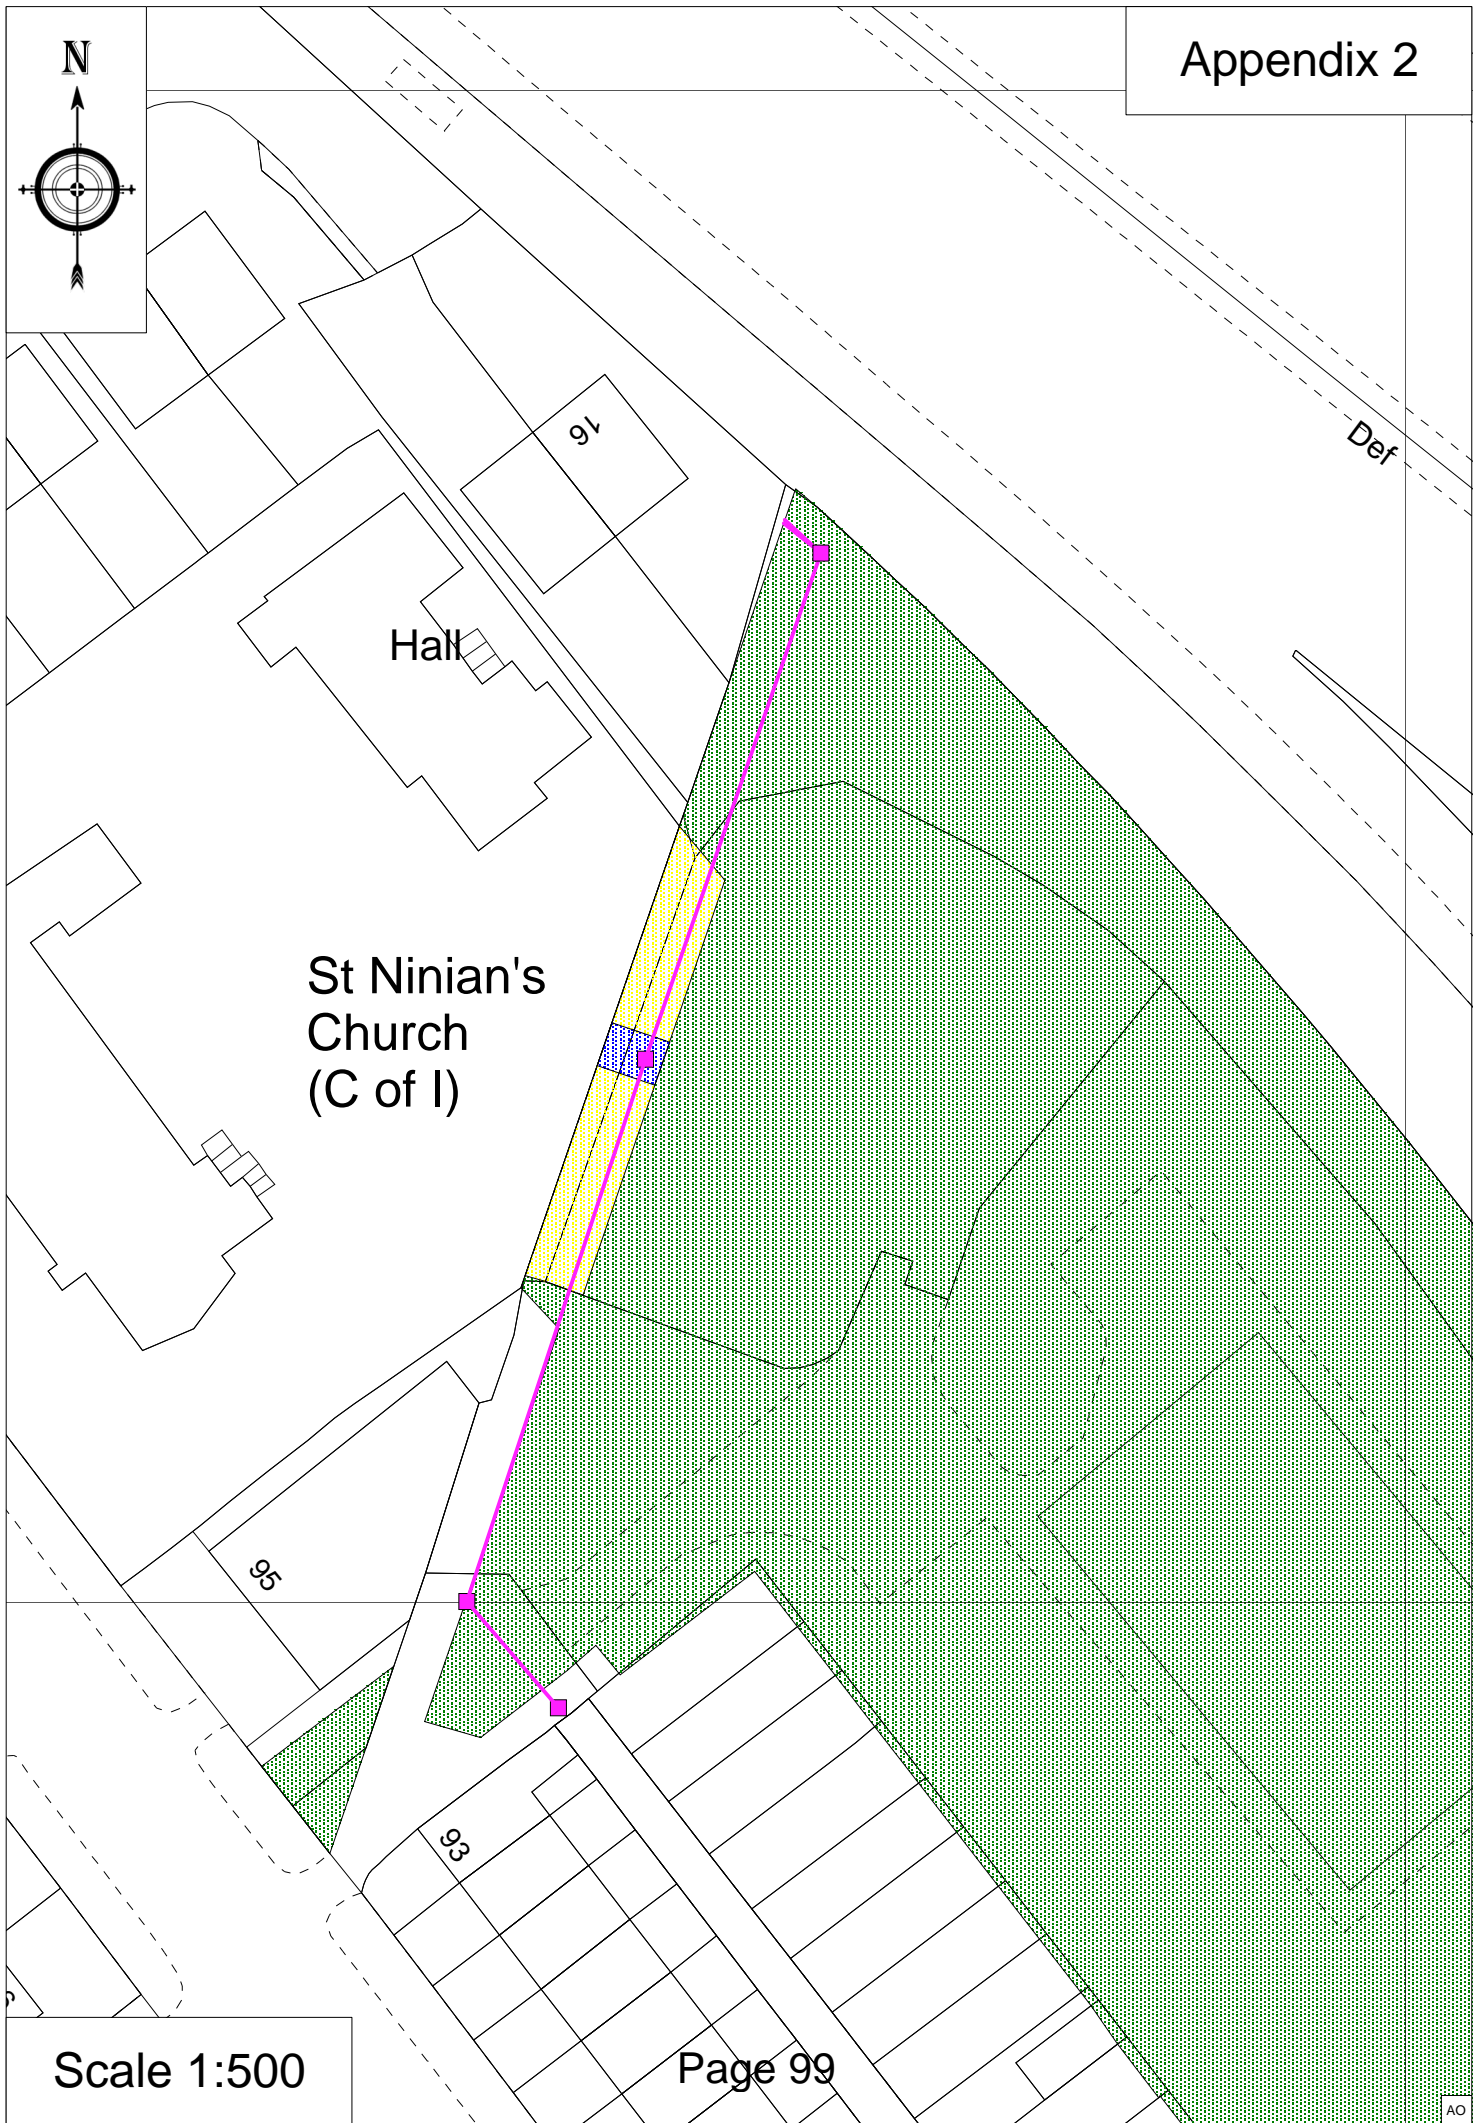 N
Appendix 2
16
Def
Hall
St Ninian's
Church
(C of I)
95
93
Scale 1:500
Page 99
AO